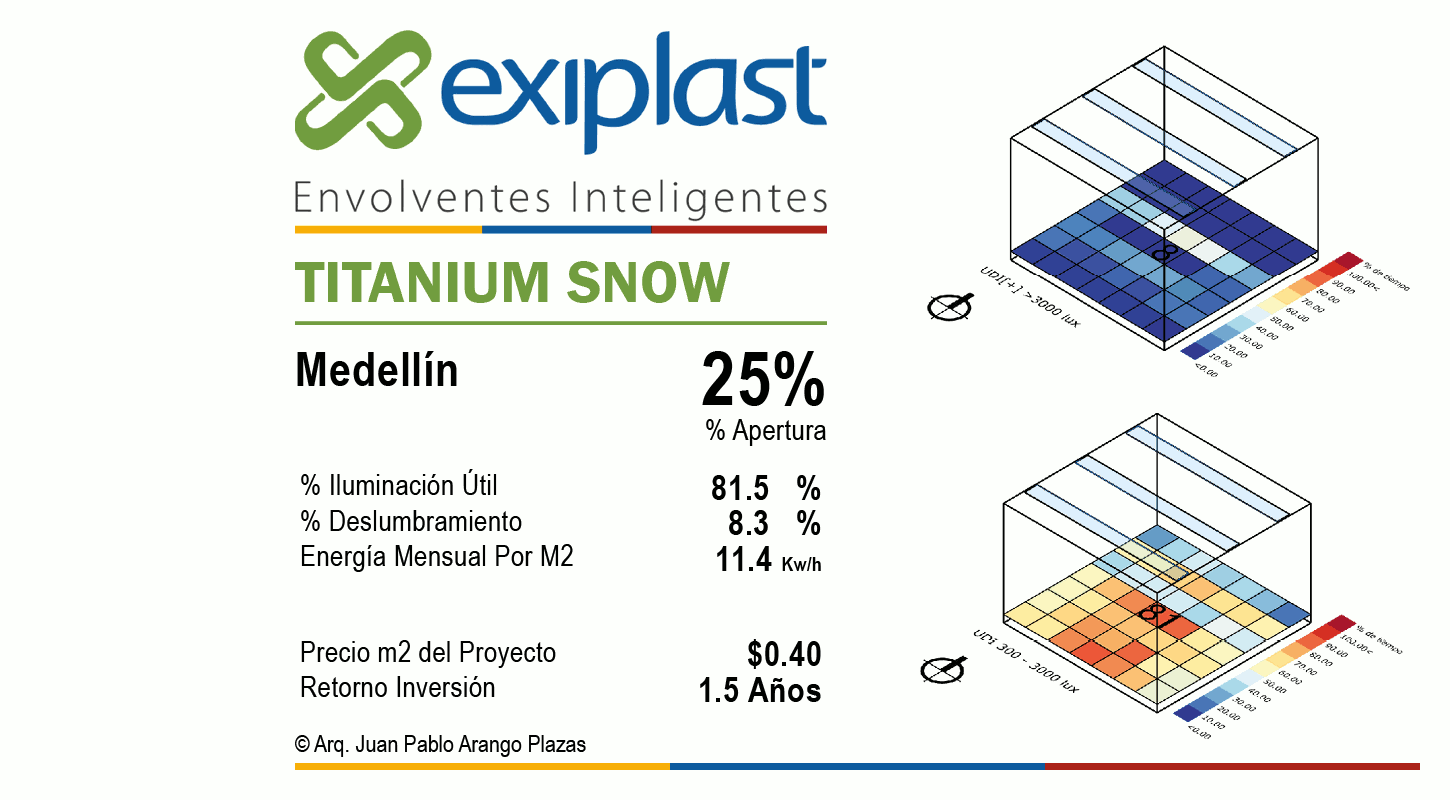 exiplast
Envolventes Inteligentes
TITANIUM SNOW
Medellín
25%
% Apertura
% Iluminación Útil 81.5 %
% Deslumbramiento 8.3 %
Energía Mensual Por M2 11.4 Kw/h
Precio m2 del Proyecto $0.40
Retorno Inversión 1.5 Años
© Arq. Juan Pablo Arango Plazas
8
UDI[+] >3000 lux
% de tiempo
100.00<
90.00
80.00
70.00
60.00
50.00
40.00
30.00
20.00
10.00
<0.00
81
UDI 300 - 3000 lux
% de tiempo
100.00<
90.00
80.00
70.00
60.00
50.00
40.00
30.00
20.00
10.00
<0.00